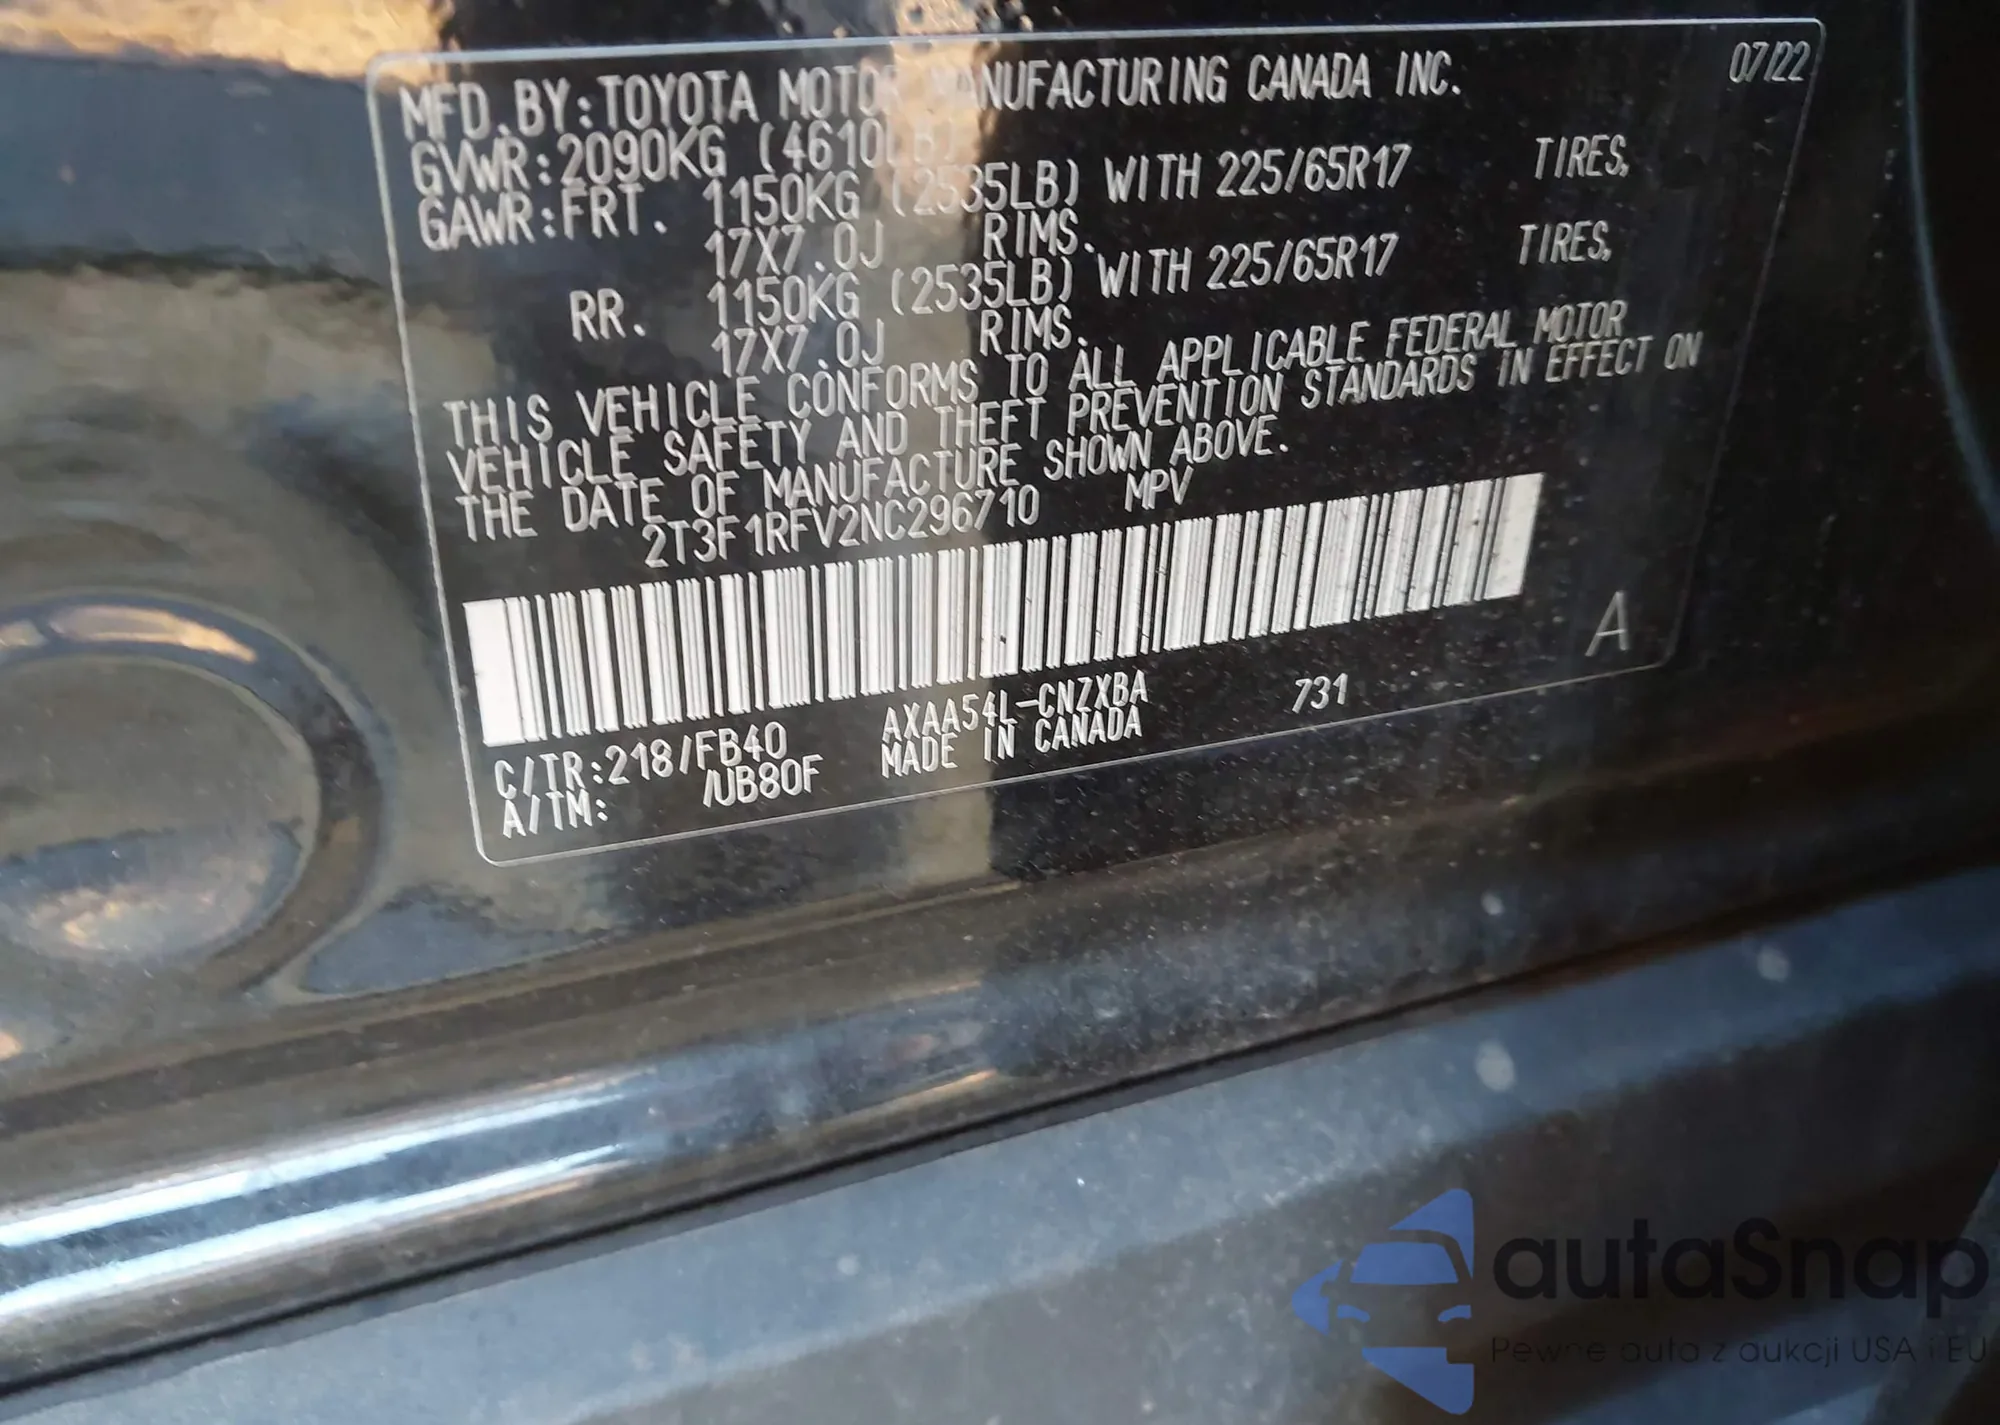 07/22
MFD.BY:TOYOTA MOTOR MANUFACTURING CANADA INC.
GVWR:2090KG (4610LB)
GAWR:FRT. 1150KG (2535LB) WITH 225/65R17 TIRES,
17X7.0J RIMS.
RR. 1150KG (2535LB) WITH 225/65R17 TIRES,
17X7.0J RIMS.
THIS VEHICLE CONFORMS TO ALL APPLICABLE FEDERAL MOTOR
VEHICLE SAFETY AND THEFT PREVENTION STANDARDS IN EFFECT ON
THE DATE OF MANUFACTURE SHOWN ABOVE.
2T3F1RFV2NC296710 MPV
A
C/TR:218/FB40 AXAA54L-CNZXBA 731
A/TM: /UB80F MADE IN CANADA
autaSnap
Pewne auta z aukcji USA i EU